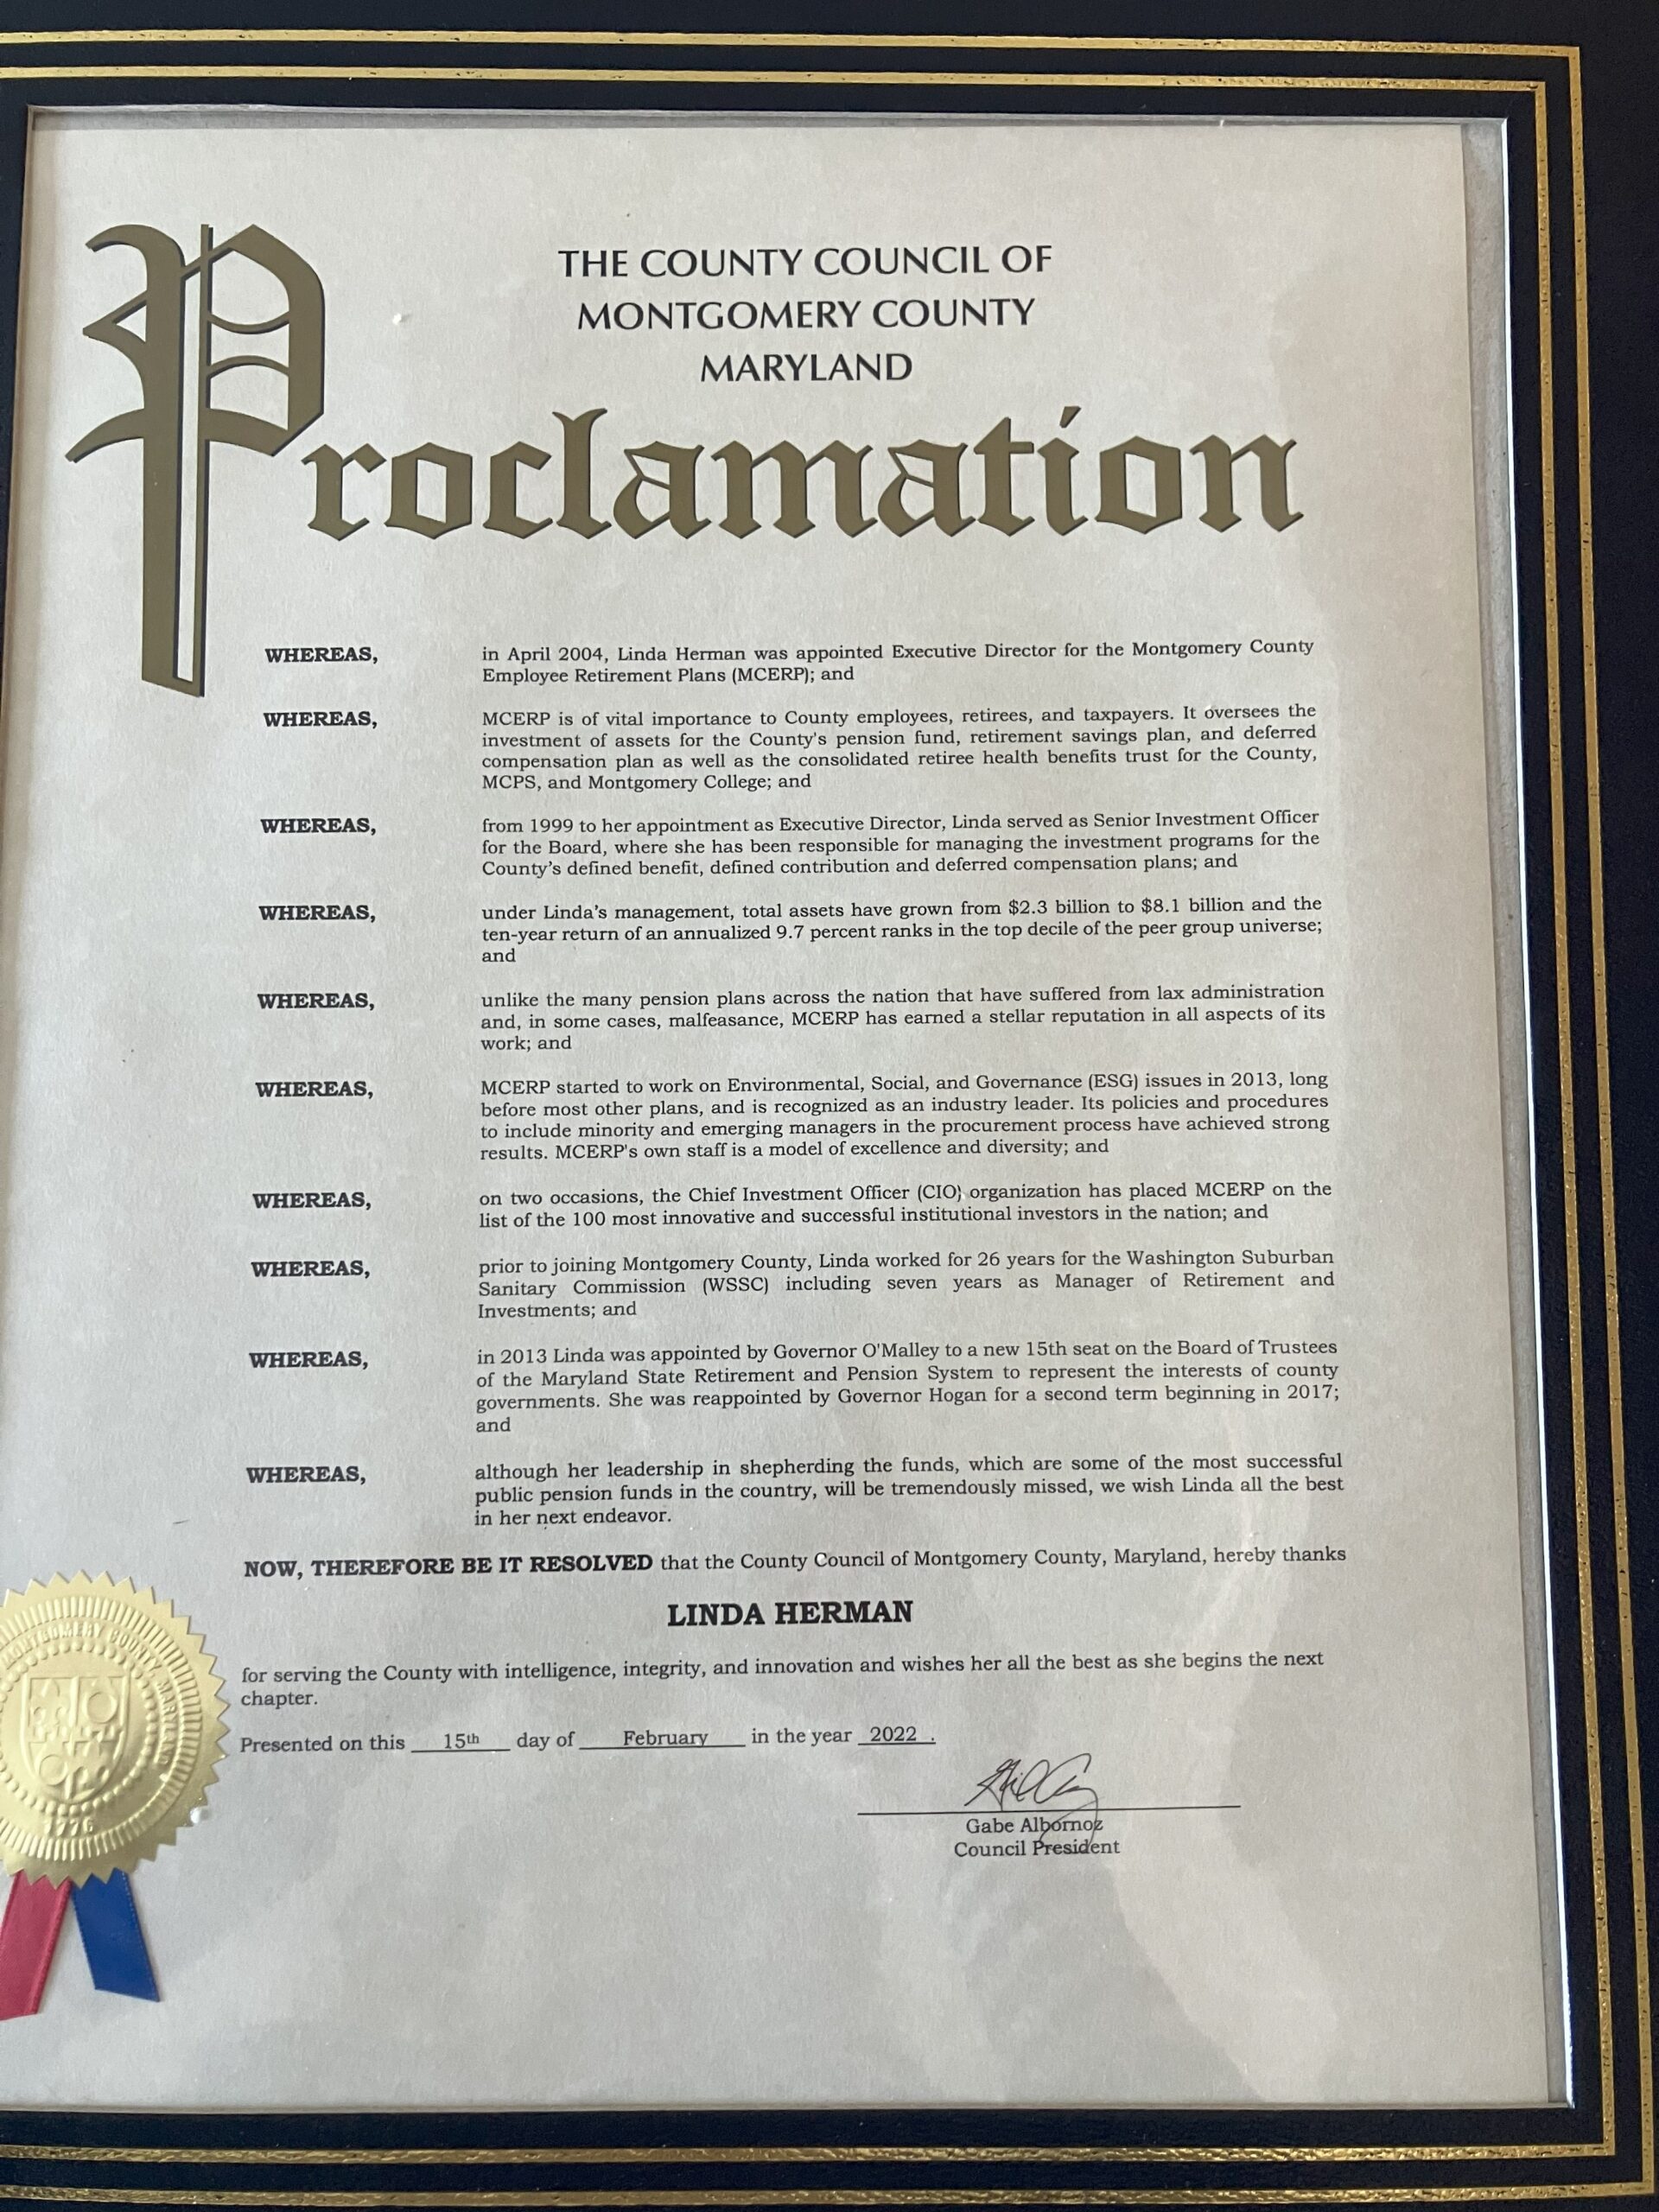 THE COUNTY COUNCIL OF
MONTGOMERY COUNTY
MARYLAND
Proclamation
WHEREAS, in April 2004, Linda Herman was appointed Executive Director for the Montgomery County
Employee Retirement Plans (MCERP); and
WHEREAS, MCERP is of vital importance to County employees, retirees, and taxpayers. It oversees the
investment of assets for the County's pension fund, retirement savings plan, and deferred
compensation plan as well as the consolidated retiree health benefits trust for the County,
MCPS, and Montgomery College; and
WHEREAS, from 1999 to her appointment as Executive Director, Linda served as Senior Investment Officer
for the Board, where she has been responsible for managing the investment programs for the
County's defined benefit, defined contribution and deferred compensation plans; and
WHEREAS, under Linda's management, total assets have grown from $2.3 billion to $8.1 billion and the
ten-year return of an annualized 9.7 percent ranks in the top decile of the peer group universe;
and
WHEREAS, unlike the many pension plans across the nation that have suffered from lax administration
and, in some cases, malfeasance, MCERP has earned a stellar reputation in all aspects of its
work; and
WHEREAS, MCERP started to work on Environmental, Social, and Governance (ESG) issues in 2013, long
before most other plans, and is recognized as an industry leader. Its policies and procedures
to include minority and emerging managers in the procurement process have achieved strong
results. MCERP's own staff is a model of excellence and diversity; and
WHEREAS, on two occasions, the Chief Investment Officer (CIO) organization has placed MCERP on the
list of the 100 most innovative and successful institutional investors in the nation; and
WHEREAS, prior to joining Montgomery County, Linda worked for 26 years for the Washington Suburban
Sanitary Commission (WSSC) including seven years as Manager of Retirement and
Investments; and
WHEREAS, in 2013 Linda was appointed by Governor O'Malley to a new 15th seat on the Board of Trustees
of the Maryland State Retirement and Pension System to represent the interests of county
governments. She was reappointed by Governor Hogan for a second term beginning in 2017;
and
WHEREAS, although her leadership in shepherding the funds, which are some of the most successful
public pension funds in the country, will be tremendously missed, we wish Linda all the best
in her next endeavor.
NOW, THEREFORE BE IT RESOLVED that the County Council of Montgomery County, Maryland, hereby thanks
LINDA HERMAN
for serving the County with intelligence, integrity, and innovation and wishes her all the best as she begins the next
chapter.
Presented on this 15th day of February in the year 2022 .
Gabe Albornoz
Council President
MONTGOMERY COUNTY, MARYLAND
1776